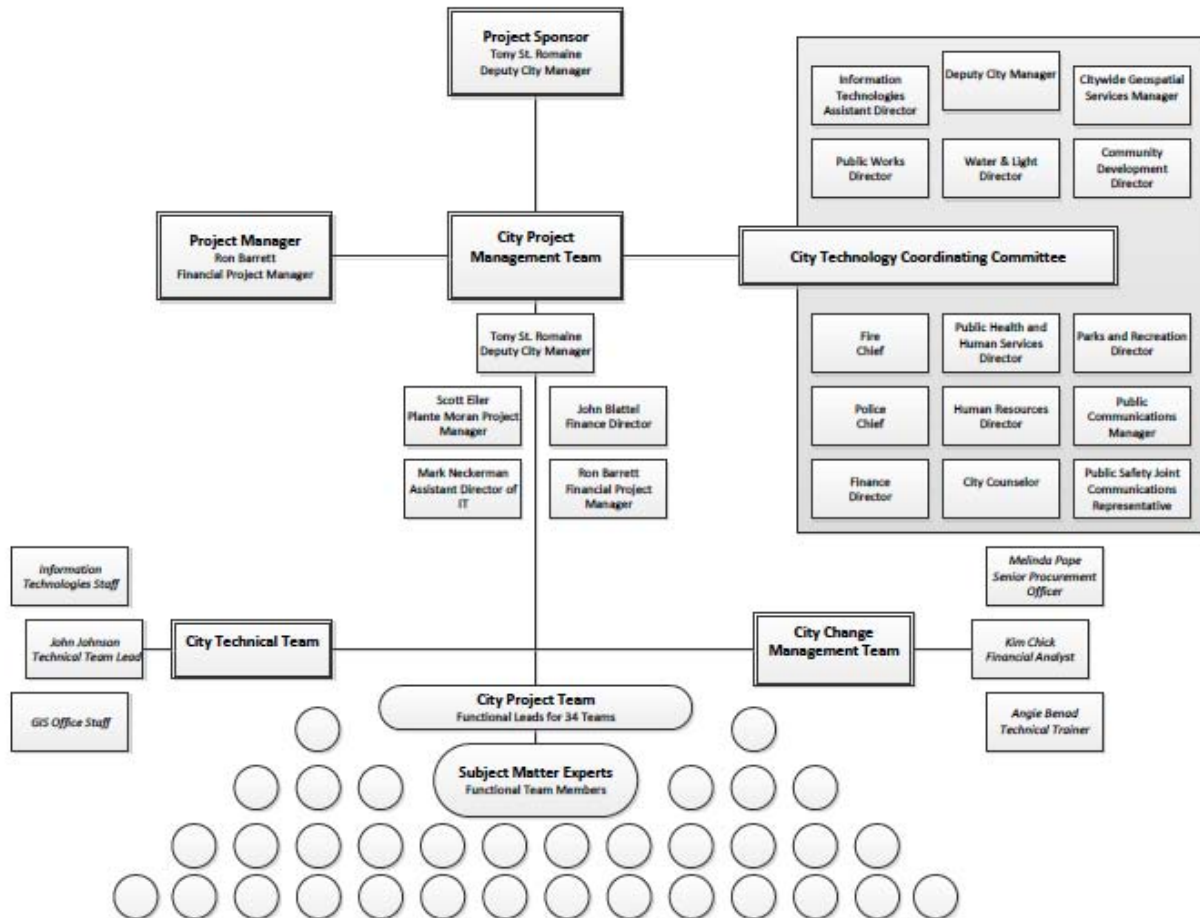 Project Sponsor
Tony St. Romaine
Deputy City Manager
Information
Technologies
Assistant Director
Deputy City Manager
Citywide Geospatial
Services Manager
Public Works
Director
Water & Light
Director
Community
Development
Director
Project Manager
Ron Barrett
Financial Project Manager
City Project
Management Team
City Technology Coordinating Committee
Tony St. Romaine
Deputy City Manager
Fire
Chief
Public Health and
Human Services
Director
Parks and Recreation
Director
Scott Eiler
Plante Moran Project
Manager
John Blattel
Finance Director
Police
Chief
Human Resources
Director
Public
Communications
Manager
Mark Neckerman
Assistant Director of
IT
Ron Barrett
Financial Project
Manager
Finance
Director
City Counselor
Public Safety Joint
Communications
Representative
Information
Technologies Staff
Melinda Pope
Senior Procurement
Officer
John Johnson
Technical Team Lead
City Technical Team
City Change
Management Team
Kim Chick
Financial Analyst
GIS Office Staff
City Project Team
Functional Leads for 34 Teams
Angie Benad
Technical Trainer
Subject Matter Experts
Functional Team Members